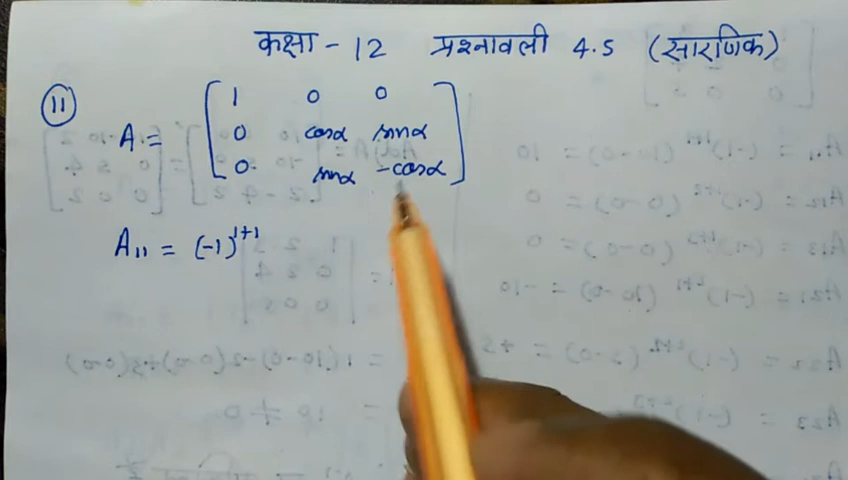 कक्षा - 12 प्रश्नावली 4.5 (सारणिक)
11
A = [ 1 0 0
0 cosα sinα
0 sinα -cosα ]
A₁₁ = (-1)¹⁺¹